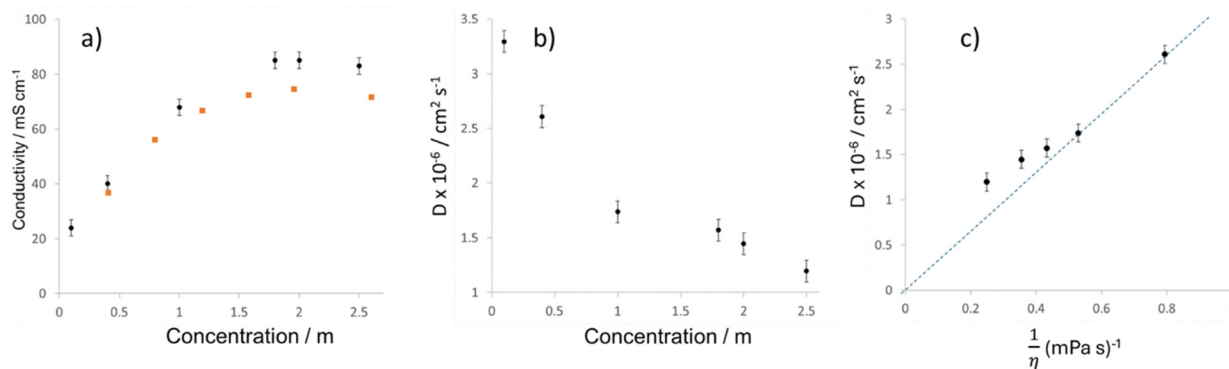 a)
Conductivity / mS cm⁻¹
100
80
60
40
20
0
0 0.5 1 1.5 2 2.5
Concentration / m
b)
D x 10⁻⁶ / cm² s⁻¹
3.5
3
2.5
2
1.5
1
0 0.5 1 1.5 2 2.5
Concentration / m
c)
D x 10⁻⁶ / cm² s⁻¹
3
2.5
2
1.5
1
0.5
0
0 0.2 0.4 0.6 0.8
1/η (mPa s)⁻¹